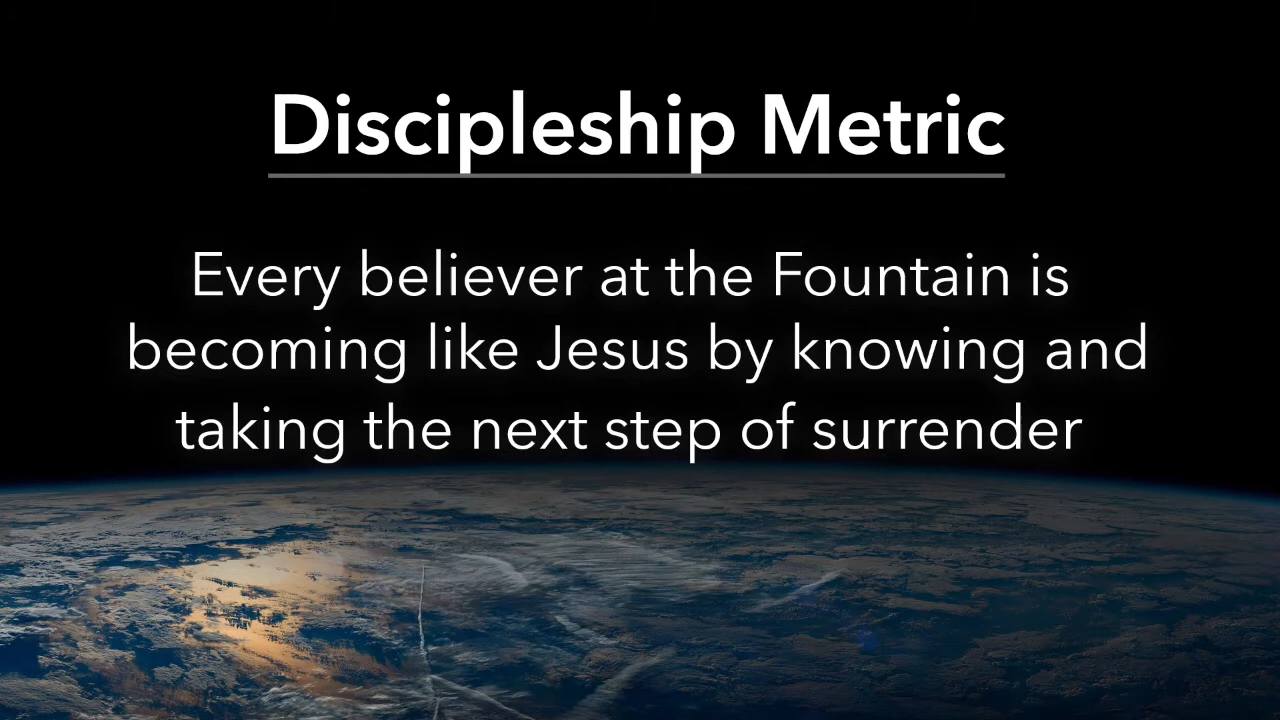 Discipleship Metric
Every believer at the Fountain is
becoming like Jesus by knowing and
taking the next step of surrender